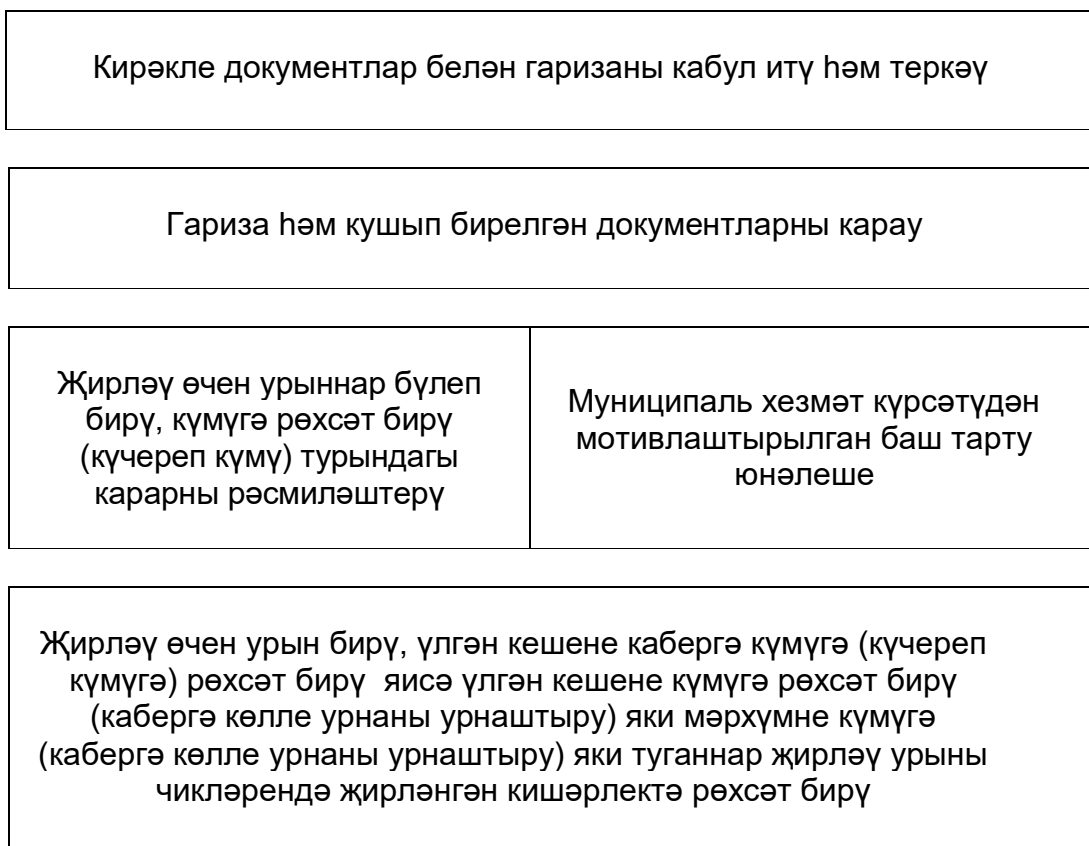 Кирәкле документлар белән гаризаны кабул итү һәм теркәү
Гариза һәм кушып бирелгән документларны карау
Җирләү өчен урыннар бүлеп
бирү, күмүгә рөхсәт бирү
(күчереп күмү) турындагы
карарны рәсмиләштерү
Муниципаль хезмәт күрсәтүдән
мотивлаштырылган баш тарту
юнәлеше
Җирләү өчен урын бирү, үлгән кешене кабергә күмүгә (күчереп
күмүгә) рөхсәт бирү  яисә үлгән кешене күмүгә рөхсәт бирү
(кабергә көлле урнаны урнаштыру) яки мәрхүмне күмүгә
(кабергә көлле урнаны урнаштыру) яки туганнар җирләү урыны
чикләрендә җирләнгән кишәрлектә рөхсәт бирү